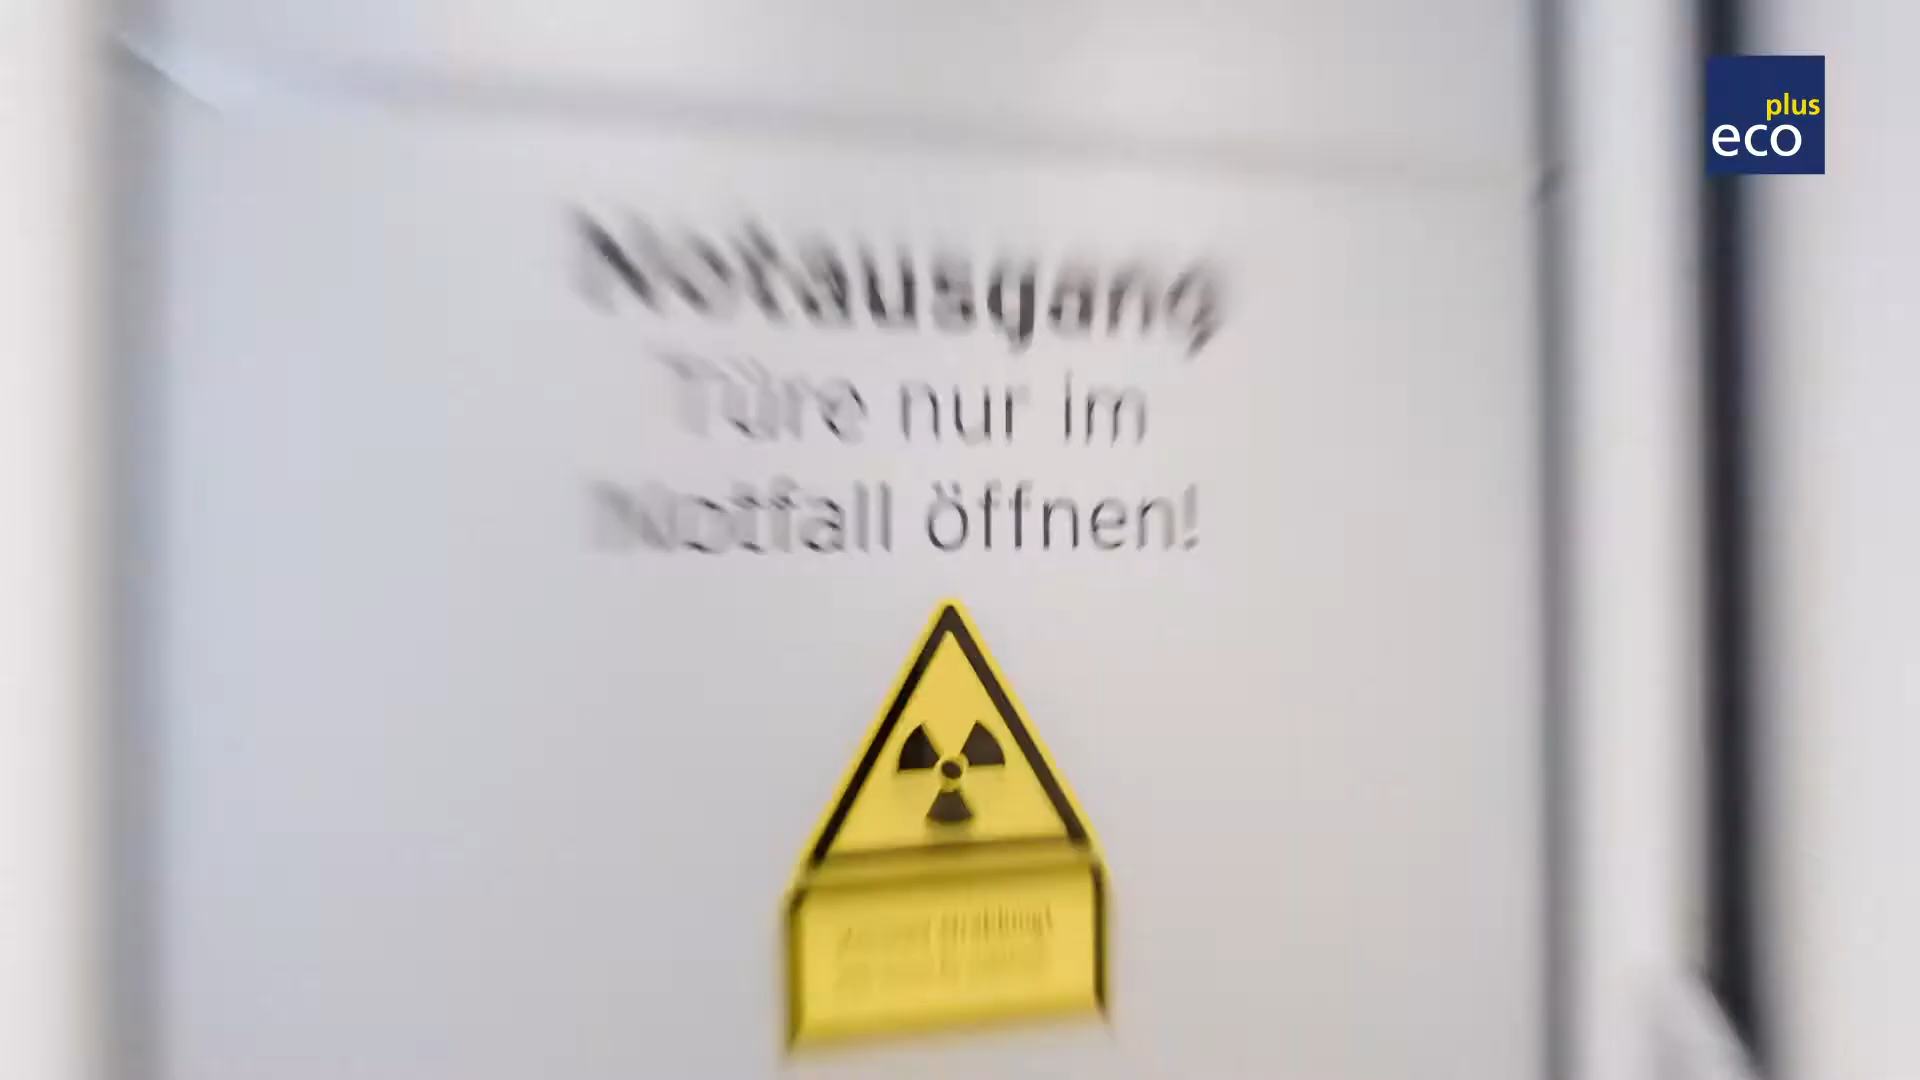 plus
eco
Notausgang
Türe nur im
Notfall öffnen!